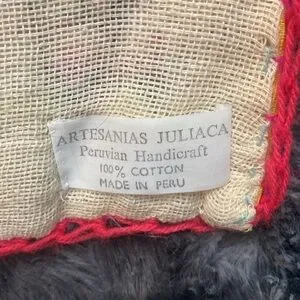 ARTESANIAS JULIACA
Peruvian Handicraft
100% COTTON
MADE IN PERU